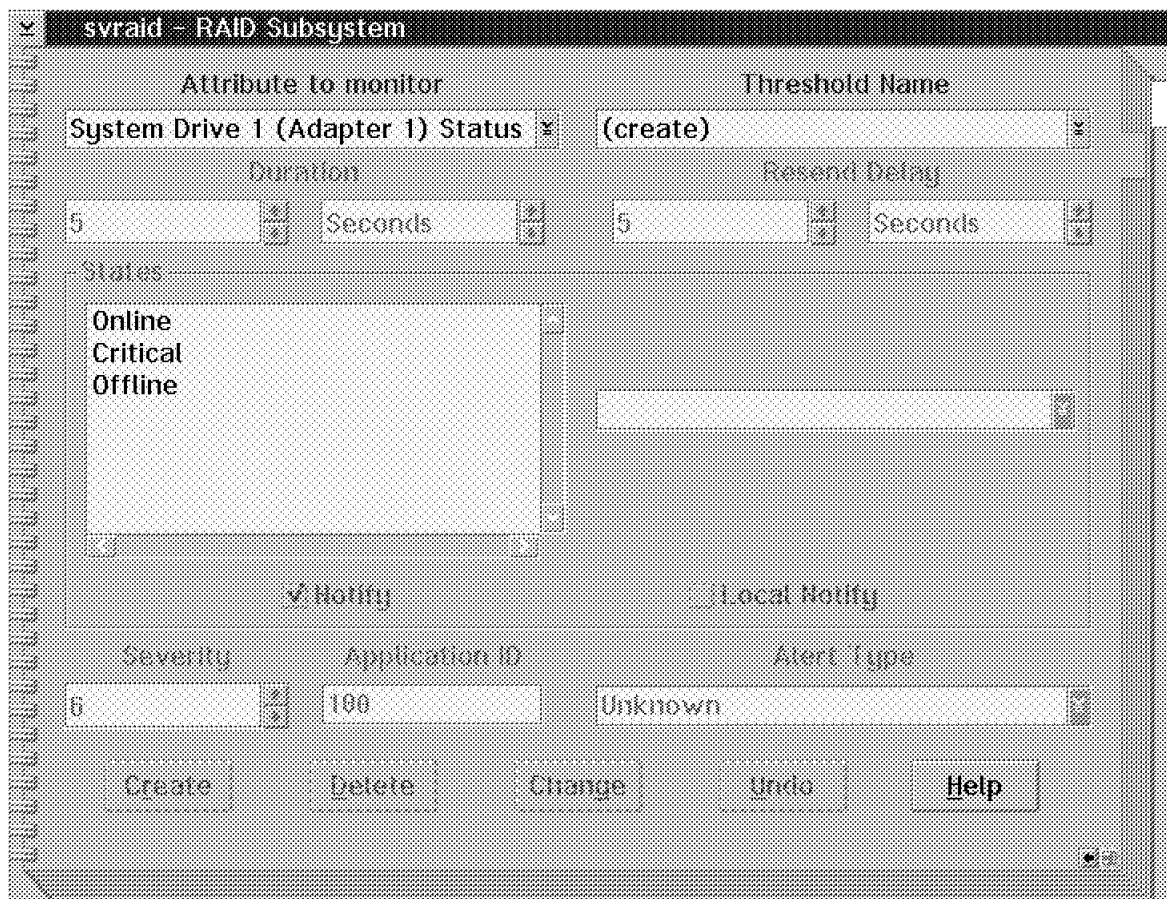 svraid - RAID Subsystem
Attribute to monitor Threshold Name
System Drive 1 (Adapter 1) Status (create)
Duration Resend Delay
5 Seconds 5 Seconds
States
Online
Critical
Offline
Notify Local Notify
Severity Application ID Alert Type
6 100 Unknown
Create Delete Change Undo Help